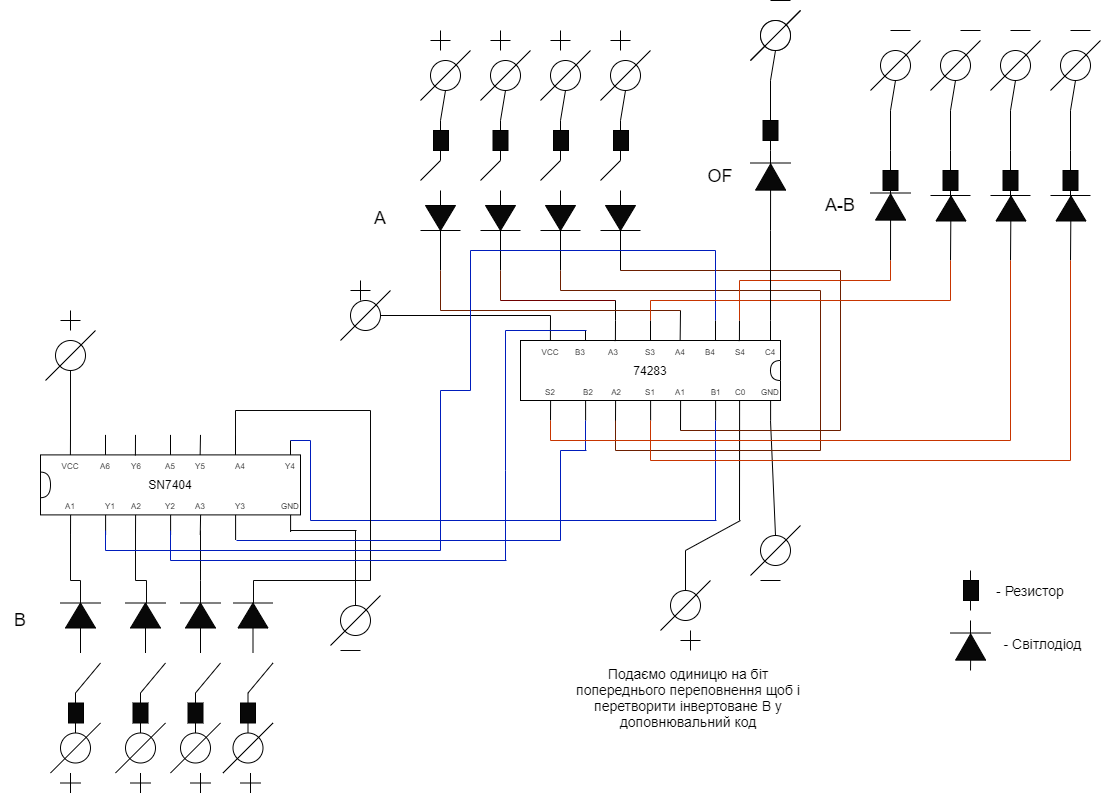 + + + +
OF
A
A-B
+
+
VCC B3 A3 S3 A4 B4 S4 C4
74283
S2 B2 A2 S1 A1 B1 C0 GND
VCC A6 Y6 A5 Y5 A4 Y4
SN7404
A1 Y1 A2 Y2 A3 Y3 GND
B
- Резистор
- Світлодіод
+
Подаємо одиницю на біт
попереднього переповнення щоб і
перетворити інвертоване B у
доповнювальний код
+ + + +